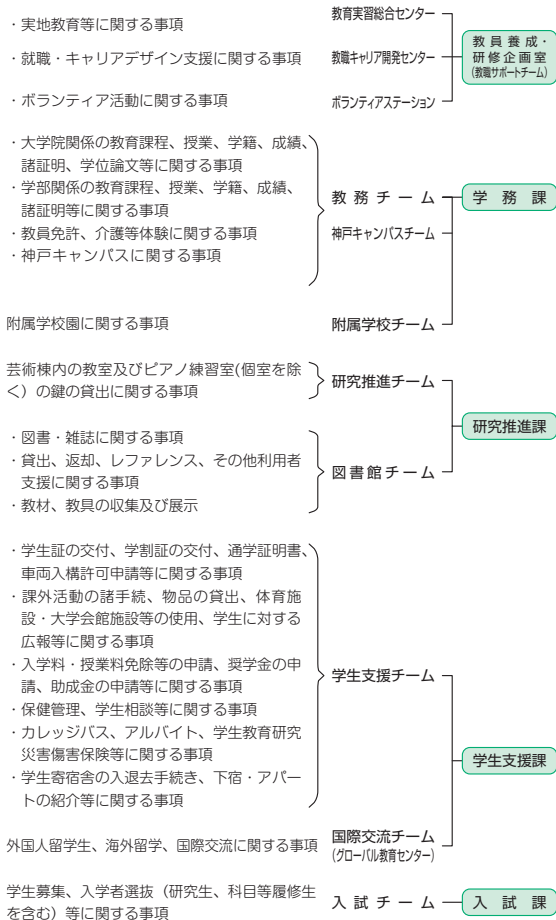 ・実地教育等に関する事項
教育実習総合センター
・就職・キャリアデザイン支援に関する事項
教職キャリア開発センター
・ボランティア活動に関する事項
ボランティアステーション
教員養成・
研修企画室
(教職サポートチーム)
・大学院関係の教育課程、授業、学籍、成績、
諸証明、学位論文等に関する事項
・学部関係の教育課程、授業、学籍、成績、
諸証明等に関する事項
・教員免許、介護等体験に関する事項
・神戸キャンパスに関する事項
教務チーム
神戸キャンパスチーム
学務課
附属学校園に関する事項
附属学校チーム
芸術棟内の教室及びピアノ練習室(個室を除
く）の鍵の貸出に関する事項
研究推進チーム
研究推進課
・図書・雑誌に関する事項
・貸出、返却、レファレンス、その他利用者
支援に関する事項
・教材、教具の収集及び展示
図書館チーム
・学生証の交付、学割証の交付、通学証明書、
車両入構許可申請等に関する事項
・課外活動の諸手続、物品の貸出、体育施
設・大学会館施設等の使用、学生に対する
広報等に関する事項
・入学料・授業料免除等の申請、奨学金の申
請、助成金の申請等に関する事項
・保健管理、学生相談等に関する事項
・カレッジバス、アルバイト、学生教育研究
災害傷害保険等に関する事項
・学生寄宿舎の入退去手続き、下宿・アパー
トの紹介等に関する事項
学生支援チーム
学生支援課
外国人留学生、海外留学、国際交流に関する事項
国際交流チーム
(グローバル教育センター)
学生募集、入学者選抜（研究生、科目等履修生
を含む）等に関する事項
入試チーム
入試課